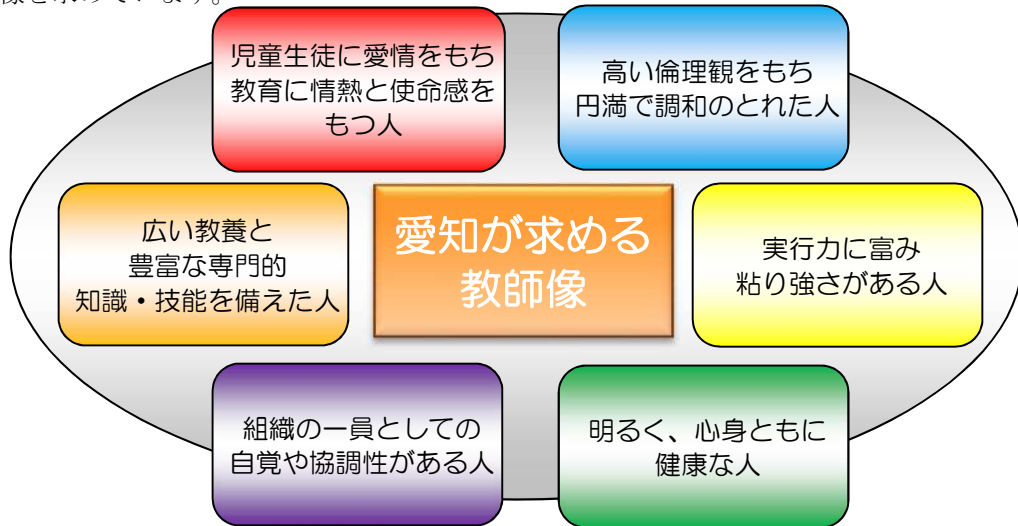 児童生徒に愛情をもち
教育に情熱と使命感を
もつ人
高い倫理観をもち
円満で調和のとれた人
広い教養と
豊富な専門的
知識・技能を備えた人
愛知が求める
教師像
実行力に富み
粘り強さがある人
組織の一員としての
自覚や協調性がある人
明るく、心身ともに
健康な人